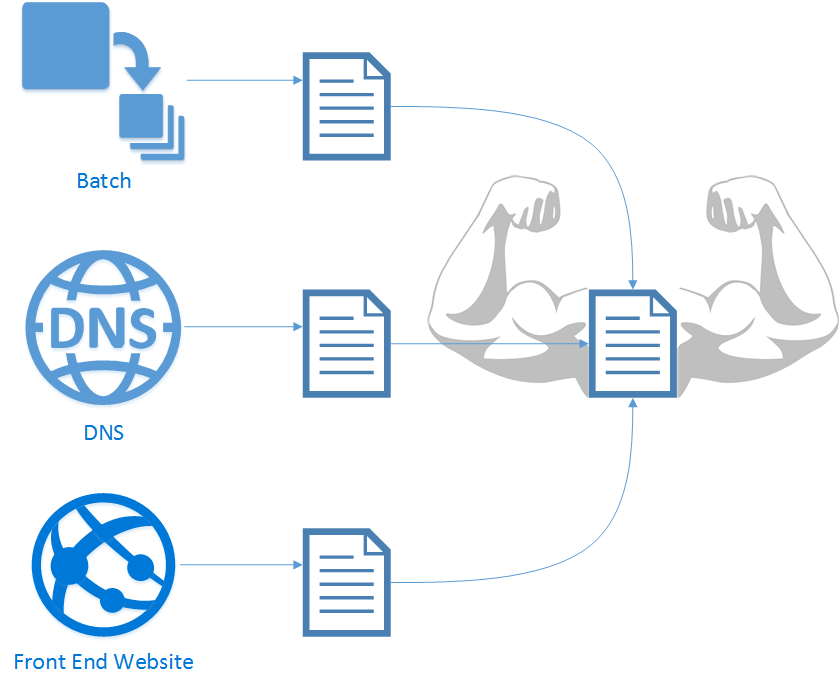 Batch
DNS
DNS
Front End Website